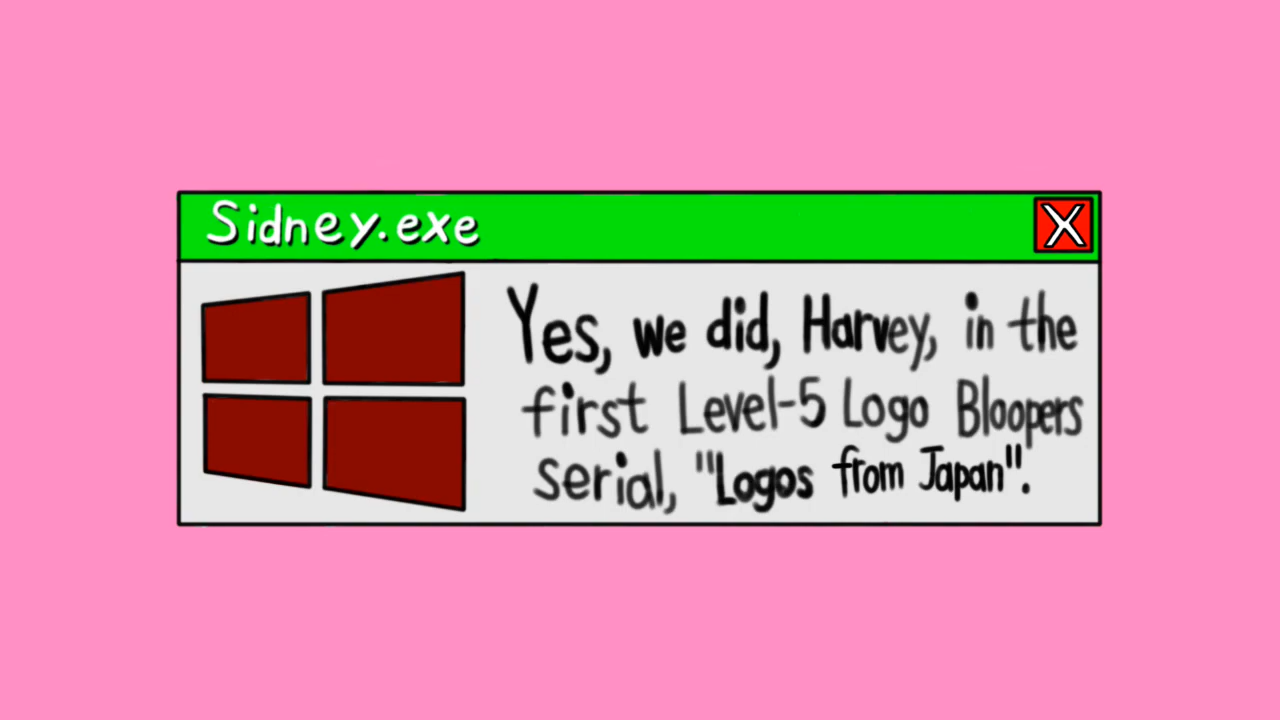 Sidney.exe
X
Yes, we did, Harvey, in the
first Level-5 Logo Bloopers
serial, "Logos from Japan".